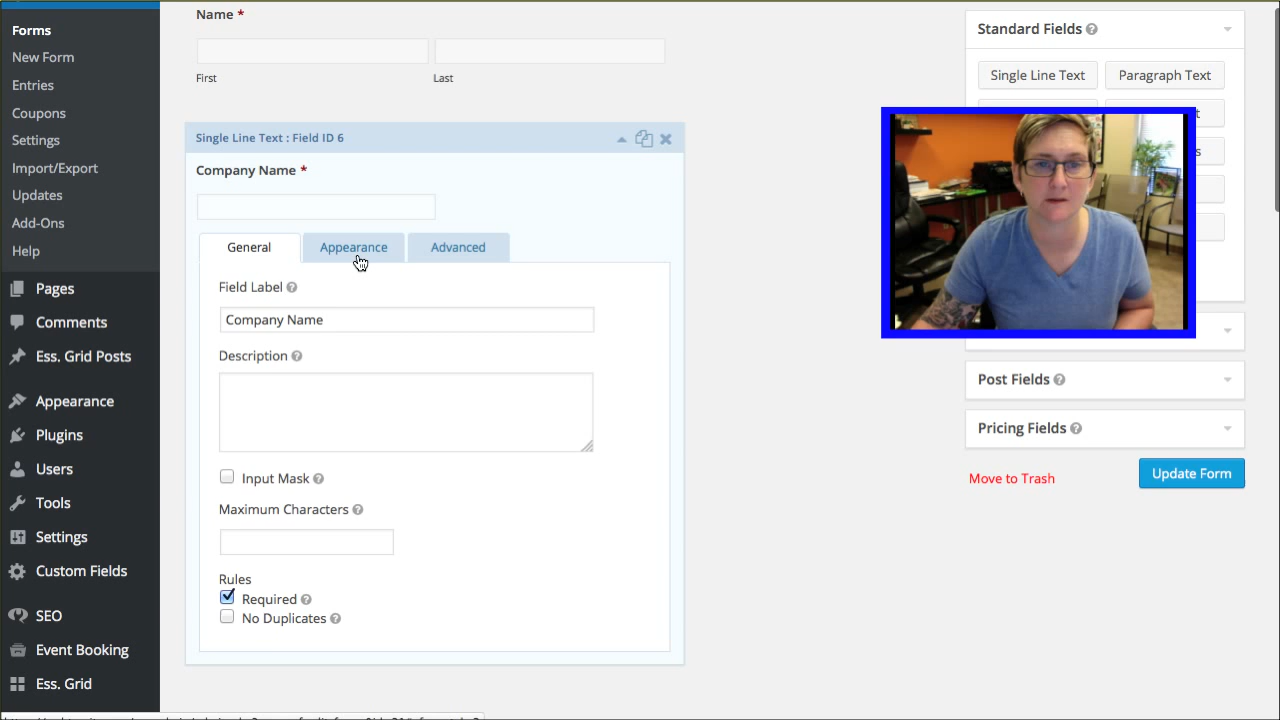 Forms
New Form
Entries
Coupons
Settings
Import/Export
Updates
Add-Ons
Help
Pages
Comments
Ess. Grid Posts
Appearance
Plugins
Users
Tools
Settings
Custom Fields
SEO
Event Booking
Ess. Grid
Name *
First Last
Single Line Text : Field ID 6
Company Name *
General Appearance Advanced
Field Label
Company Name
Description
Input Mask
Maximum Characters
Rules
Required
No Duplicates
Standard Fields
Single Line Text Paragraph Text
Post Fields
Pricing Fields
Move to Trash Update Form